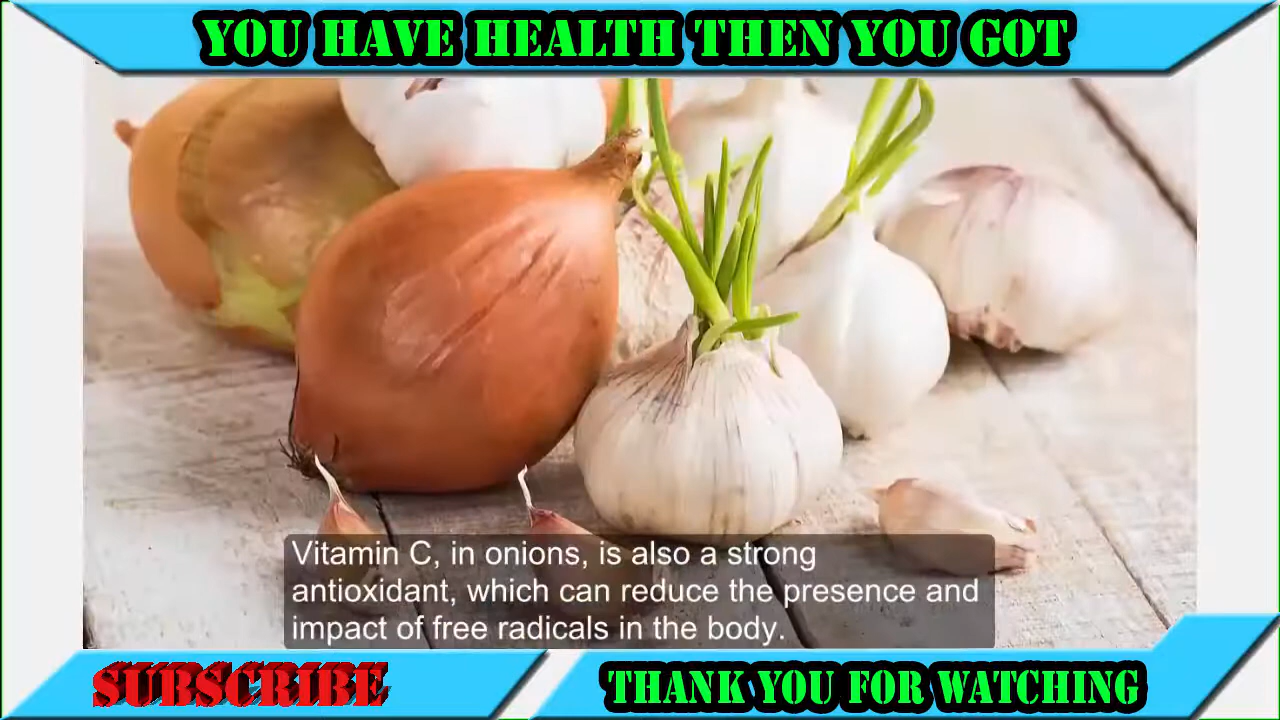 YOU HAVE HEALTH THEN YOU GOT
Vitamin C, in onions, is also a strong
antioxidant, which can reduce the presence and
impact of free radicals in the body.
SUBSCRIBE
THANK YOU FOR WATCHING